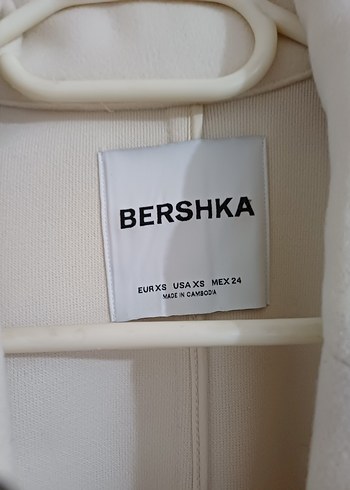 BERSHKA
EUR XS USA XS MEX 24
MADE IN CAMBODIA